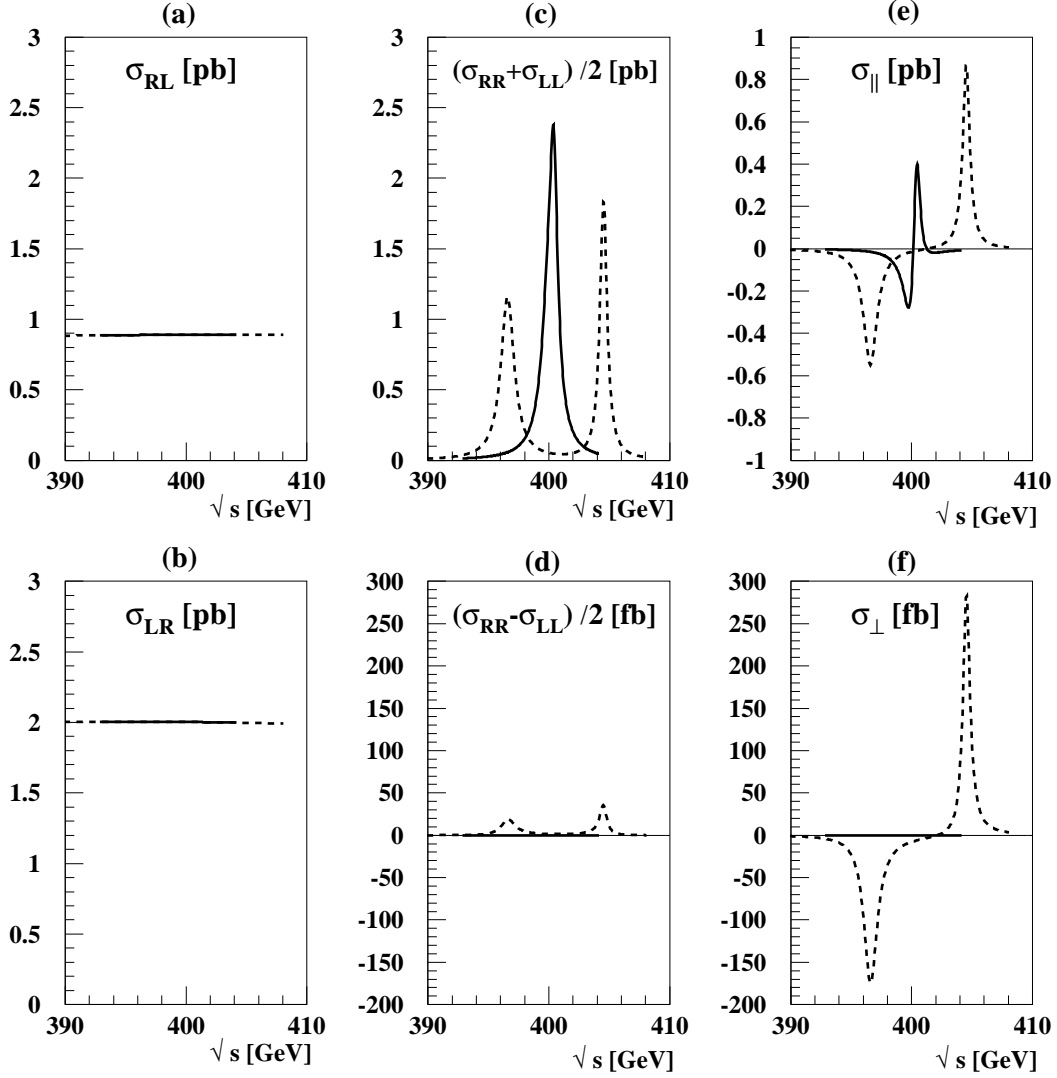 (a)
σRL [pb]
3
2.5
2
1.5
1
0.5
0
390 400 410
√ s [GeV]
(c)
(σRR+σLL) /2 [pb]
3
2.5
2
1.5
1
0.5
0
390 400 410
√ s [GeV]
(e)
σ|| [pb]
1
0.8
0.6
0.4
0.2
0
-0.2
-0.4
-0.6
-0.8
-1
390 400 410
√ s [GeV]
(b)
σLR [pb]
3
2.5
2
1.5
1
0.5
0
390 400 410
√ s [GeV]
(d)
(σRR-σLL) /2 [fb]
300
250
200
150
100
50
0
-50
-100
-150
-200
390 400 410
√ s [GeV]
(f)
σ⊥ [fb]
300
250
200
150
100
50
0
-50
-100
-150
-200
390 400 410
√ s [GeV]